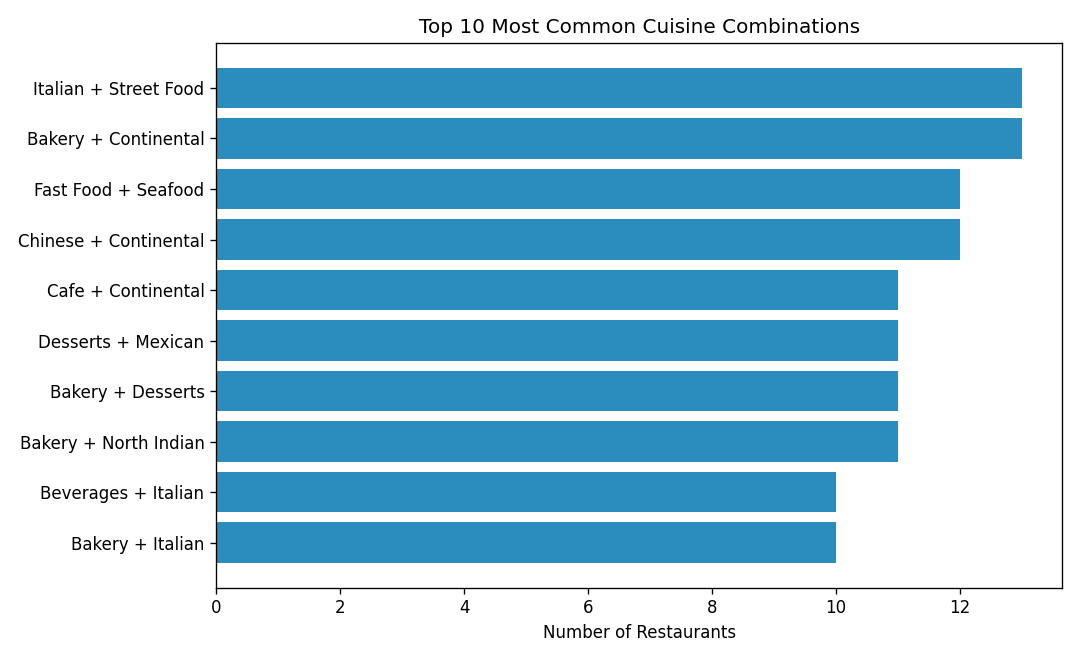 Top 10 Most Common Cuisine Combinations
Italian + Street Food
Bakery + Continental
Fast Food + Seafood
Chinese + Continental
Cafe + Continental
Desserts + Mexican
Bakery + Desserts
Bakery + North Indian
Beverages + Italian
Bakery + Italian
0 2 4 6 8 10 12
Number of Restaurants